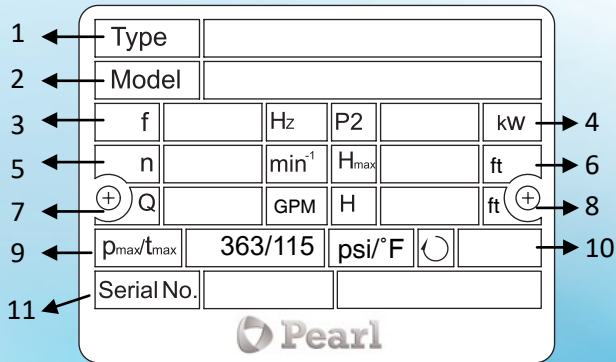 1 Type
2 Model
3 f Hz P2 kW 4
5 n min⁻¹ Hmax ft 6
7 Q GPM H ft 8
9 pmax/tmax 363/115 psi/°F 10
11 Serial No.
Pearl